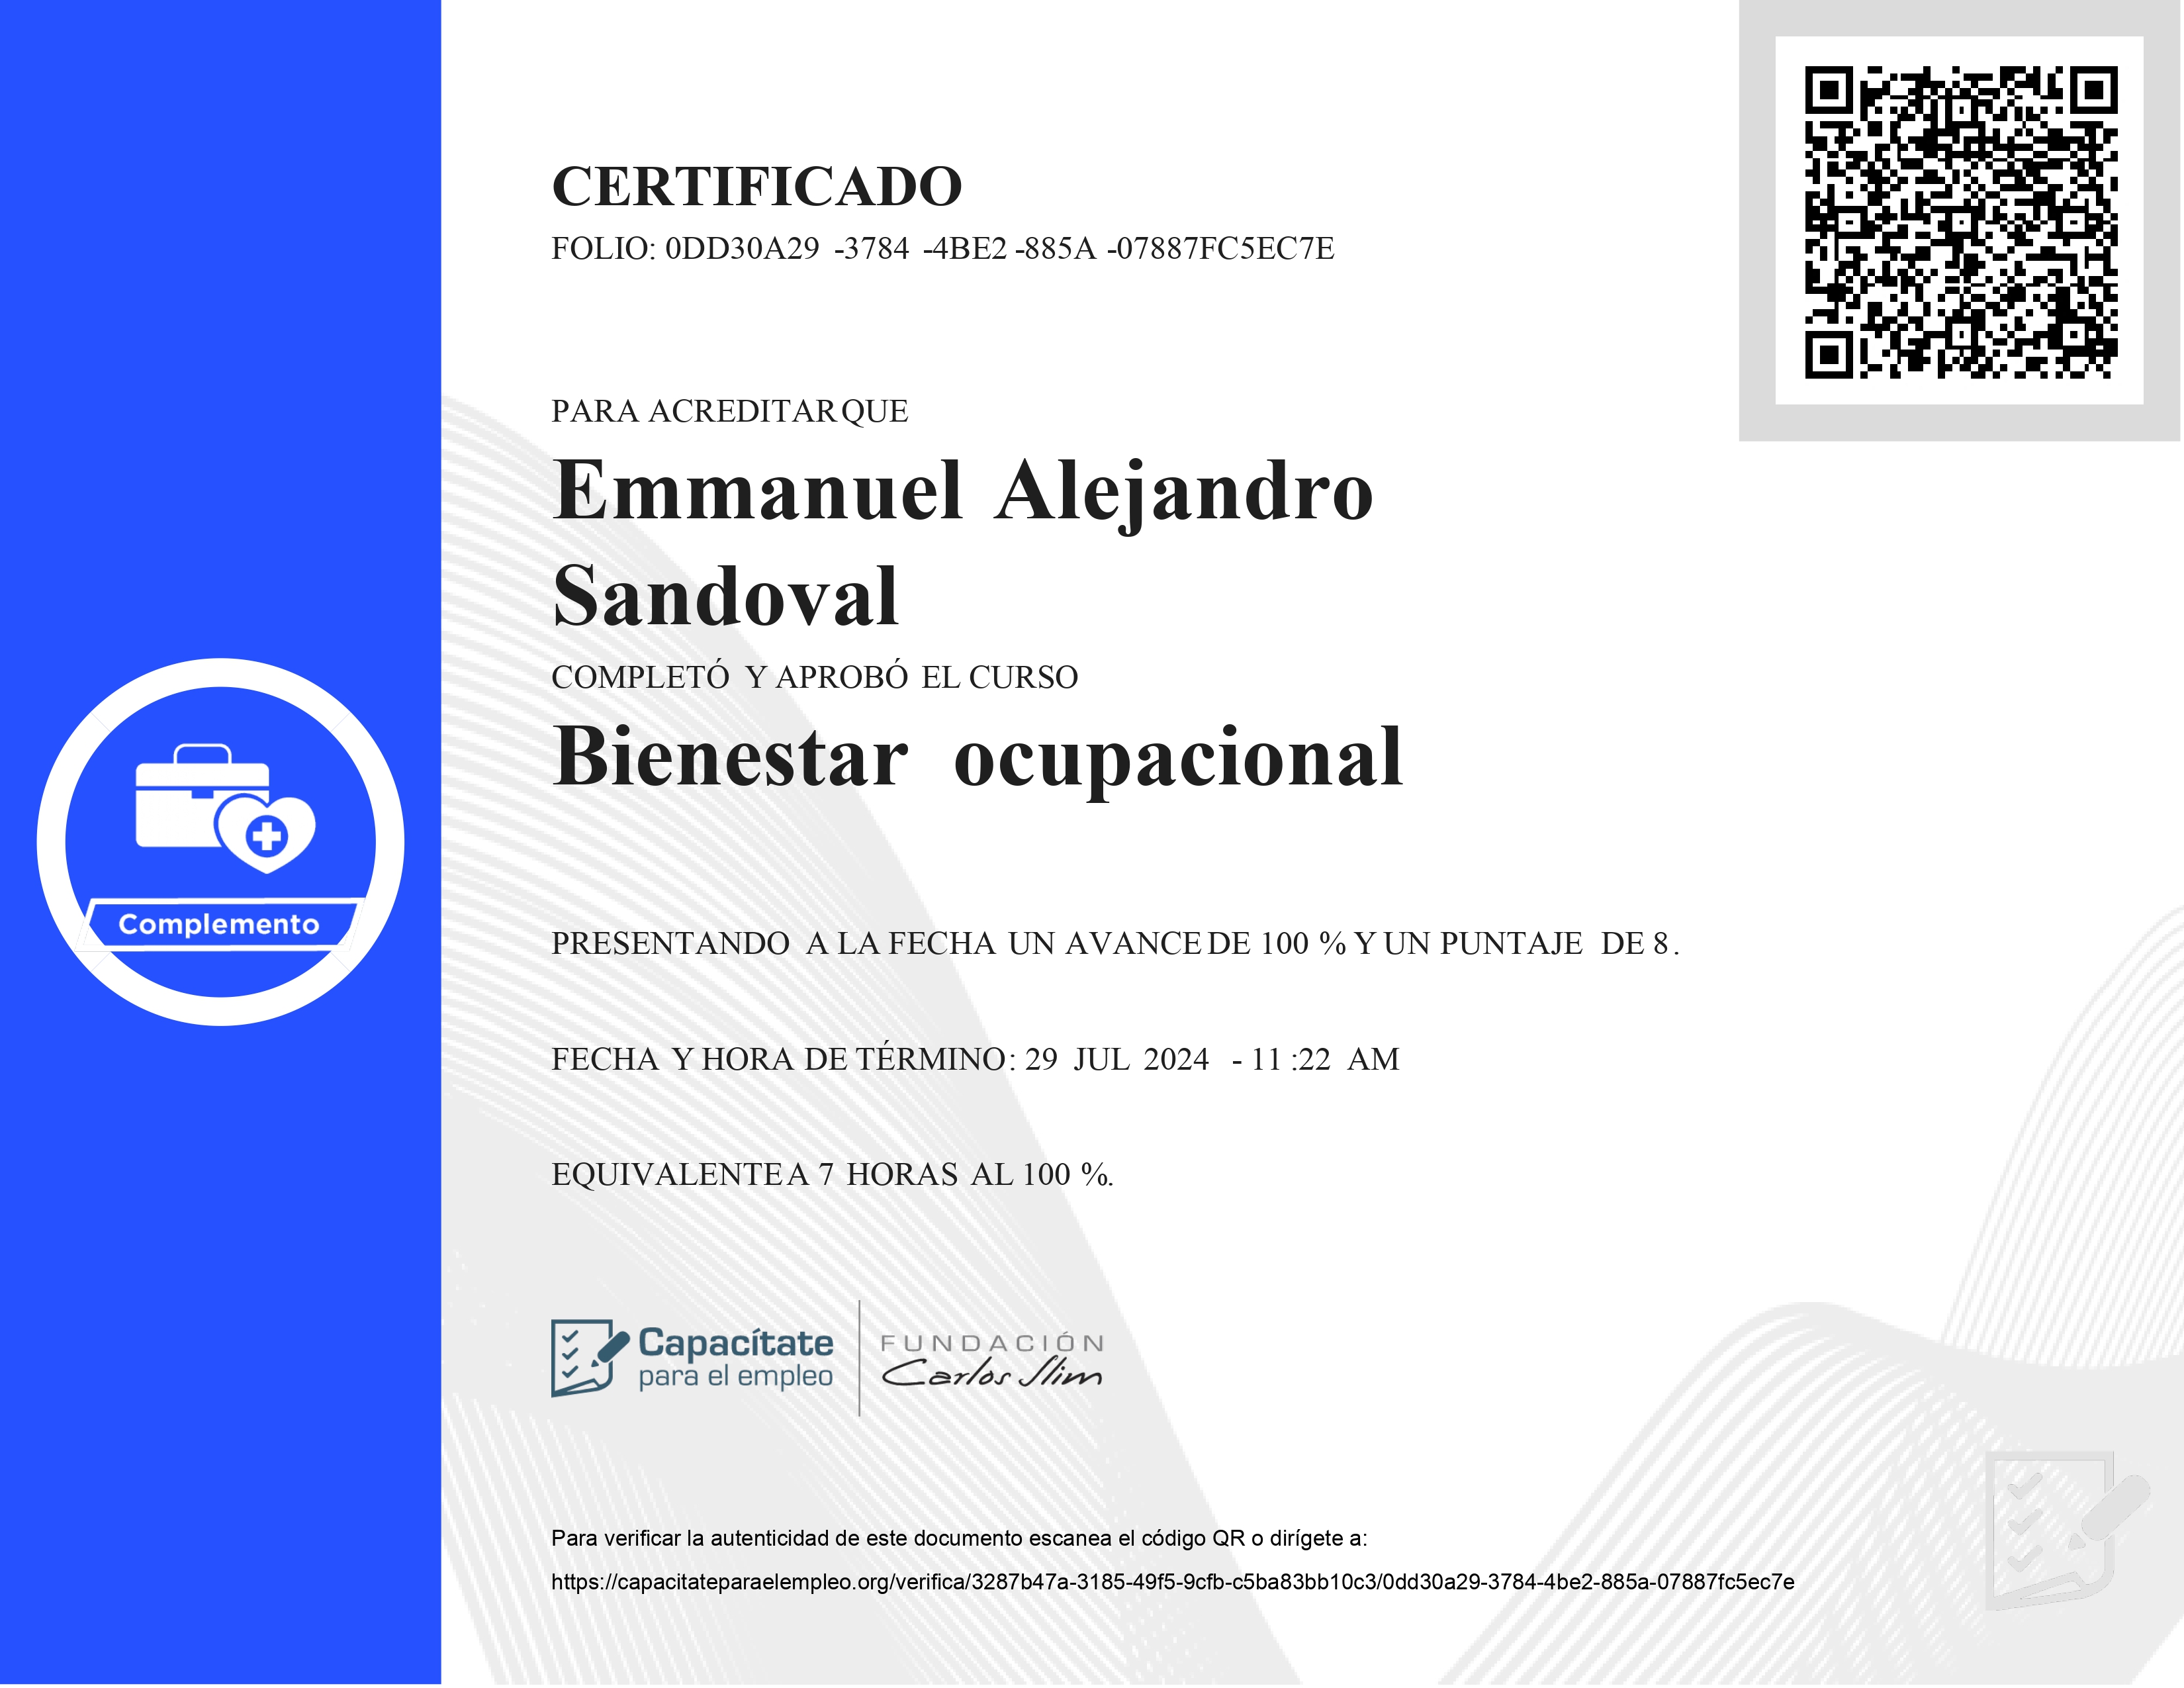 CERTIFICADO
FOLIO: 0DD30A29 -3784 -4BE2 -885A -07887FC5EC7E
PARA ACREDITAR QUE
Emmanuel Alejandro
Sandoval
COMPLETÓ Y APROBÓ EL CURSO
Bienestar ocupacional
Complemento
PRESENTANDO A LA FECHA UN AVANCE DE 100 % Y UN PUNTAJE DE 8.
FECHA Y HORA DE TÉRMINO: 29 JUL 2024 - 11 :22 AM
EQUIVALENTE A 7 HORAS AL 100 %.
Capacítate
para el empleo
FUNDACIÓN
Carlos Slim
Para verificar la autenticidad de este documento escanea el código QR o dirígete a:
https://capacitateparaelempleo.org/verifica/3287b47a-3185-49f5-9cfb-c5ba83bb10c3/0dd30a29-3784-4be2-885a-07887fc5ec7e